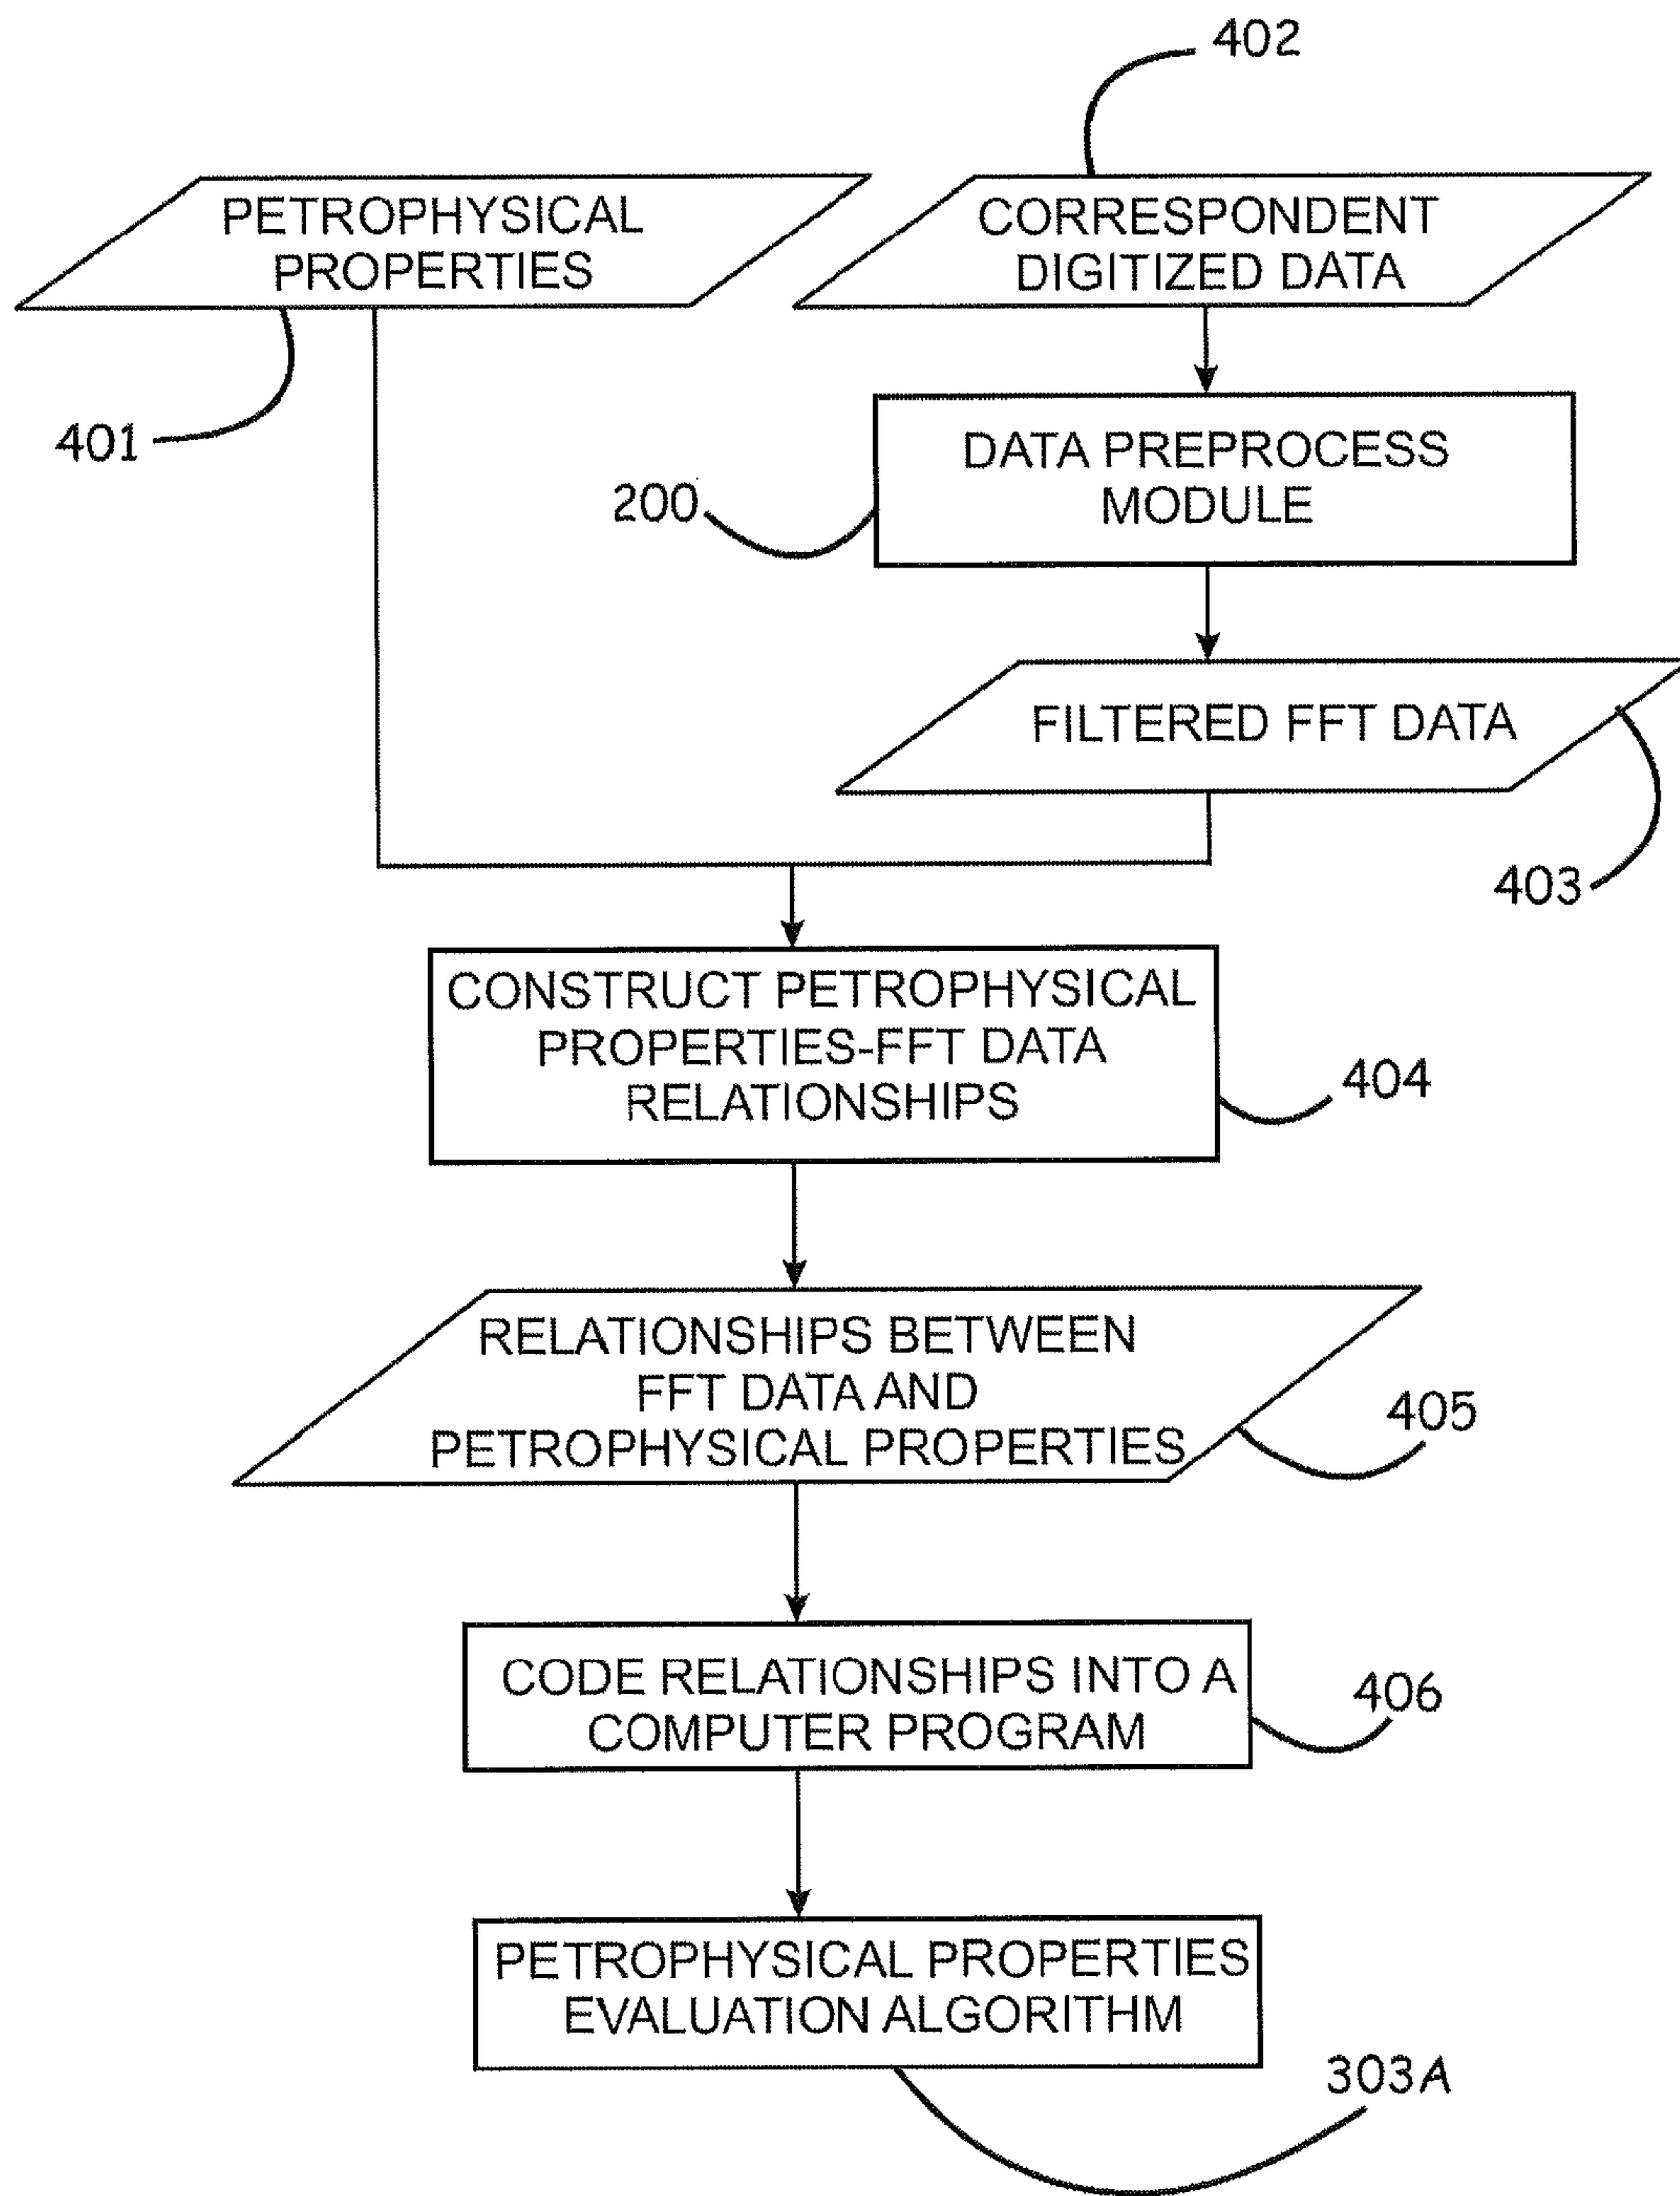 402
PETROPHYSICAL
PROPERTIES
CORRESPONDENT
DIGITIZED DATA
401
DATA PREPROCESS
MODULE
200
FILTERED FFT DATA
403
CONSTRUCT PETROPHYSICAL
PROPERTIES-FFT DATA
RELATIONSHIPS
404
RELATIONSHIPS BETWEEN
FFT DATA AND
PETROPHYSICAL PROPERTIES
405
CODE RELATIONSHIPS INTO A
COMPUTER PROGRAM
406
PETROPHYSICAL PROPERTIES
EVALUATION ALGORITHM
303A